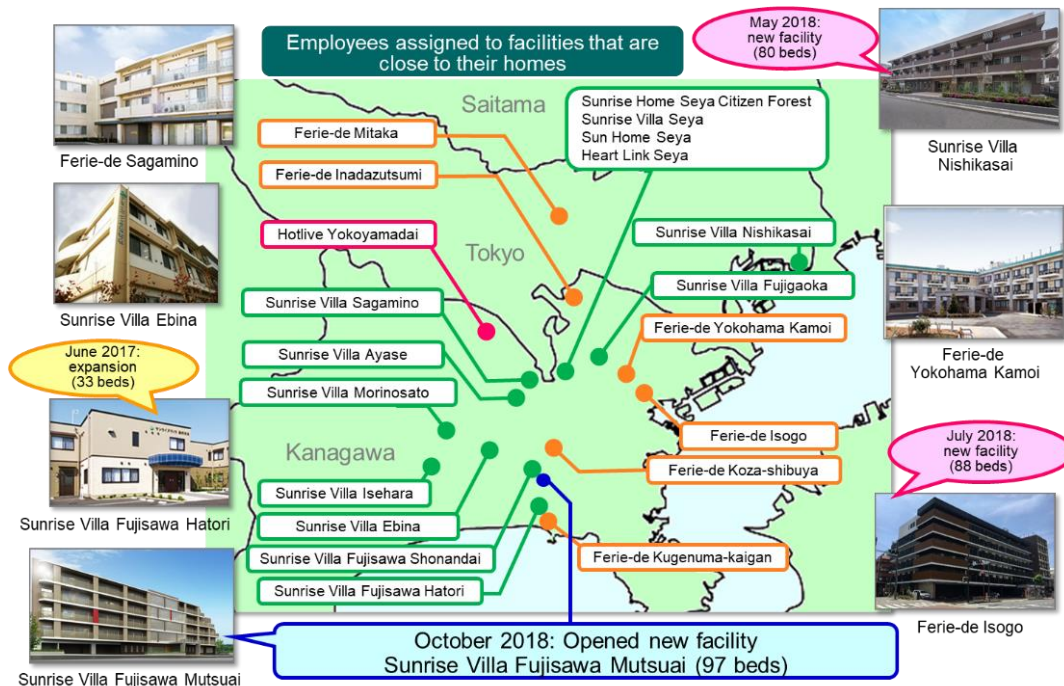 Employees assigned to facilities that are
close to their homes
May 2018:
new facility
(80 beds)
Ferie-de Sagamino
Sunrise Villa
Nishikasai
Saitama
Sunrise Home Seya Citizen Forest
Sunrise Villa Seya
Sun Home Seya
Heart Link Seya
Ferie-de Mitaka
Ferie-de Inadazutsumi
Hotlive Yokoyamadai
Tokyo
Sunrise Villa Nishikasai
Sunrise Villa Fujigaoka
Sunrise Villa Ebina
Sunrise Villa Sagamino
Ferie-de Yokohama Kamoi
Sunrise Villa Ayase
Sunrise Villa Morinosato
Ferie-de
Yokohama Kamoi
June 2017:
expansion
(33 beds)
Kanagawa
Ferie-de Isogo
Ferie-de Koza-shibuya
July 2018:
new facility
(88 beds)
Sunrise Villa Isehara
Sunrise Villa Ebina
Sunrise Villa Fujisawa Hatori
Sunrise Villa Fujisawa Shonandai
Ferie-de Kugenuma-kaigan
Sunrise Villa Fujisawa Hatori
Ferie-de Isogo
October 2018: Opened new facility
Sunrise Villa Fujisawa Mutsuai (97 beds)
Sunrise Villa Fujisawa Mutsuai